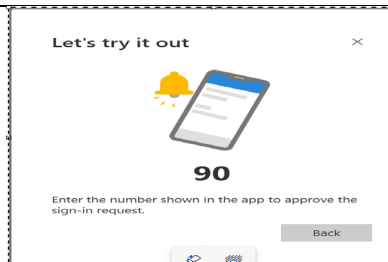 Let's try it out
90
Enter the number shown in the app to approve the
sign-in request.
Back